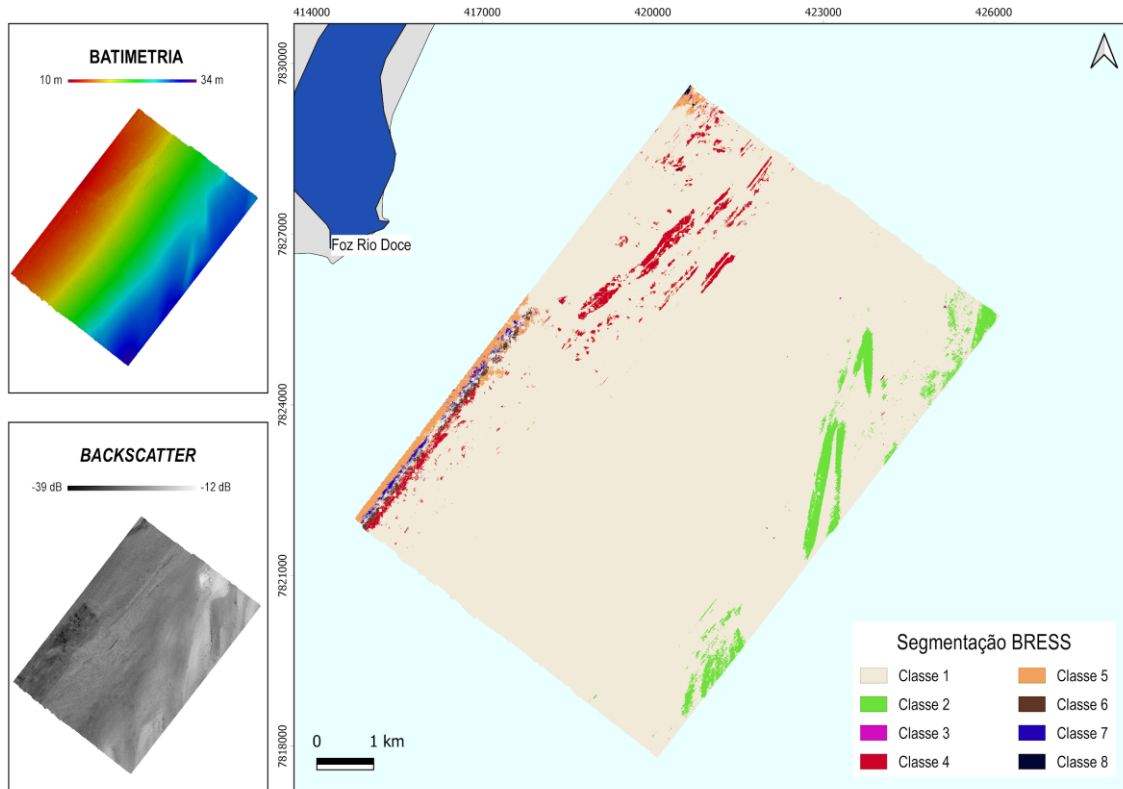 414000
417000
420000
423000
426000
BATIMETRIA
10 m
34 m
7830000
7827000
7824000
7821000
7818000
Foz Rio Doce
BACKSCATTER
-39 dB
-12 dB
0
1 km
Segmentação BRESS
Classe 1
Classe 5
Classe 2
Classe 6
Classe 3
Classe 7
Classe 4
Classe 8